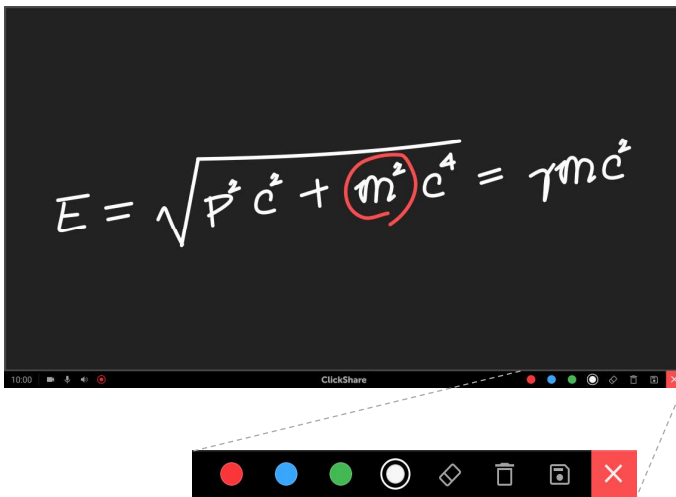 E = √(p²c² + m²c⁴) = γmc²
10:00 ClickShare